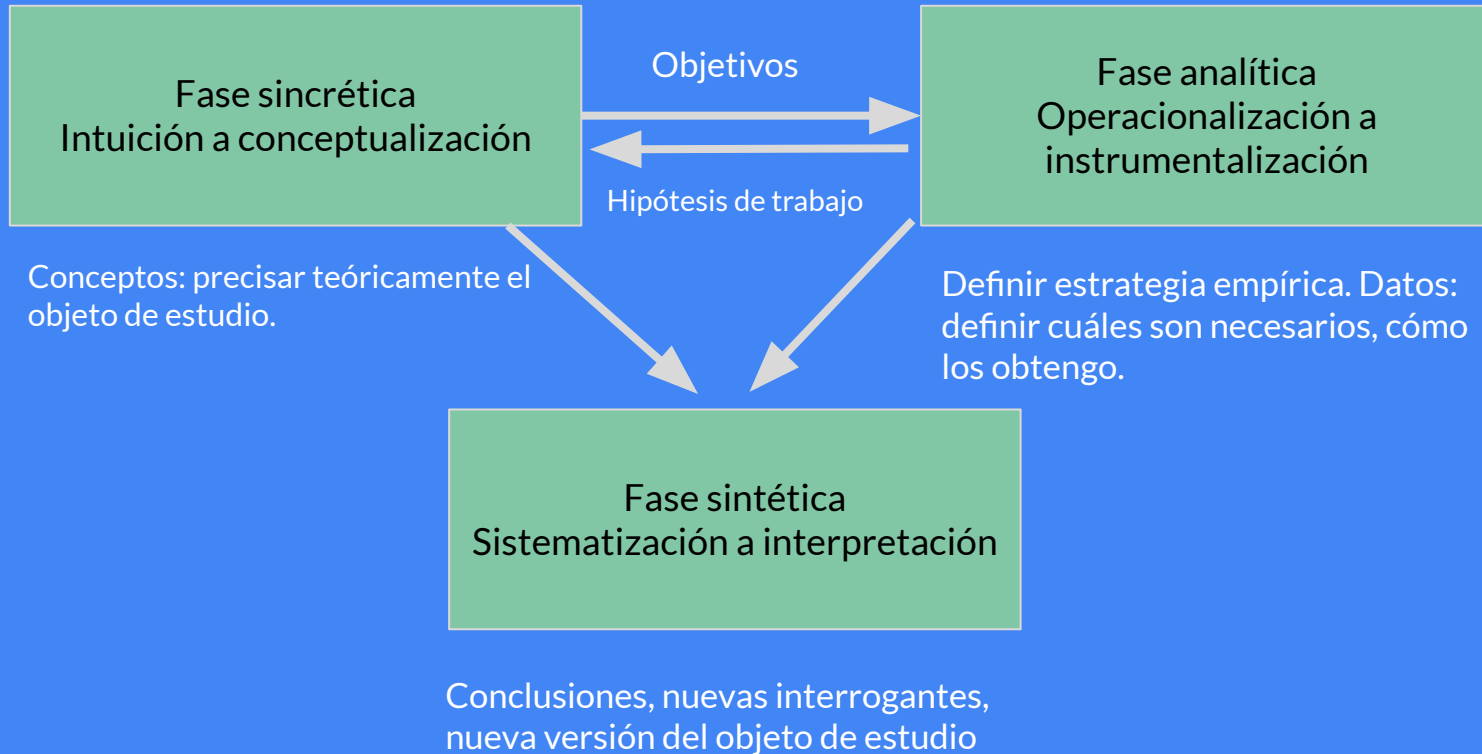 Fase sincrética
Intuición a conceptualización
Objetivos
Hipótesis de trabajo
Fase analítica
Operacionalización a
instrumentalización
Conceptos: precisar teóricamente el
objeto de estudio.
Definir estrategia empírica. Datos:
definir cuáles son necesarios, cómo
los obtengo.
Fase sintética
Sistematización a interpretación
Conclusiones, nuevas interrogantes,
nueva versión del objeto de estudio